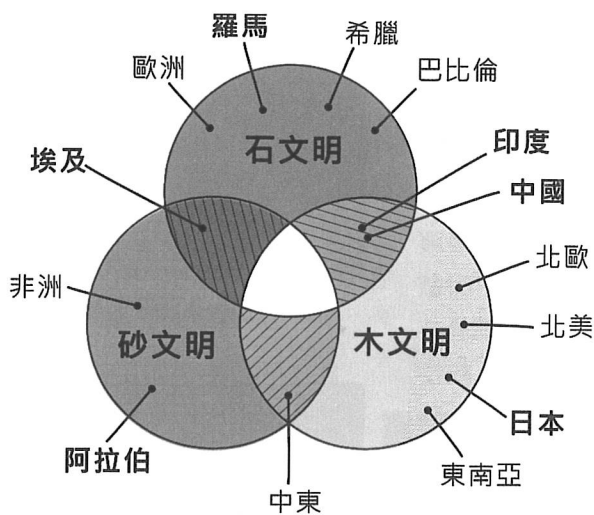 羅馬
希臘
歐洲
巴比倫
石文明
印度
埃及
中國
北歐
非洲
北美
砂文明
木文明
日本
阿拉伯
東南亞
中東